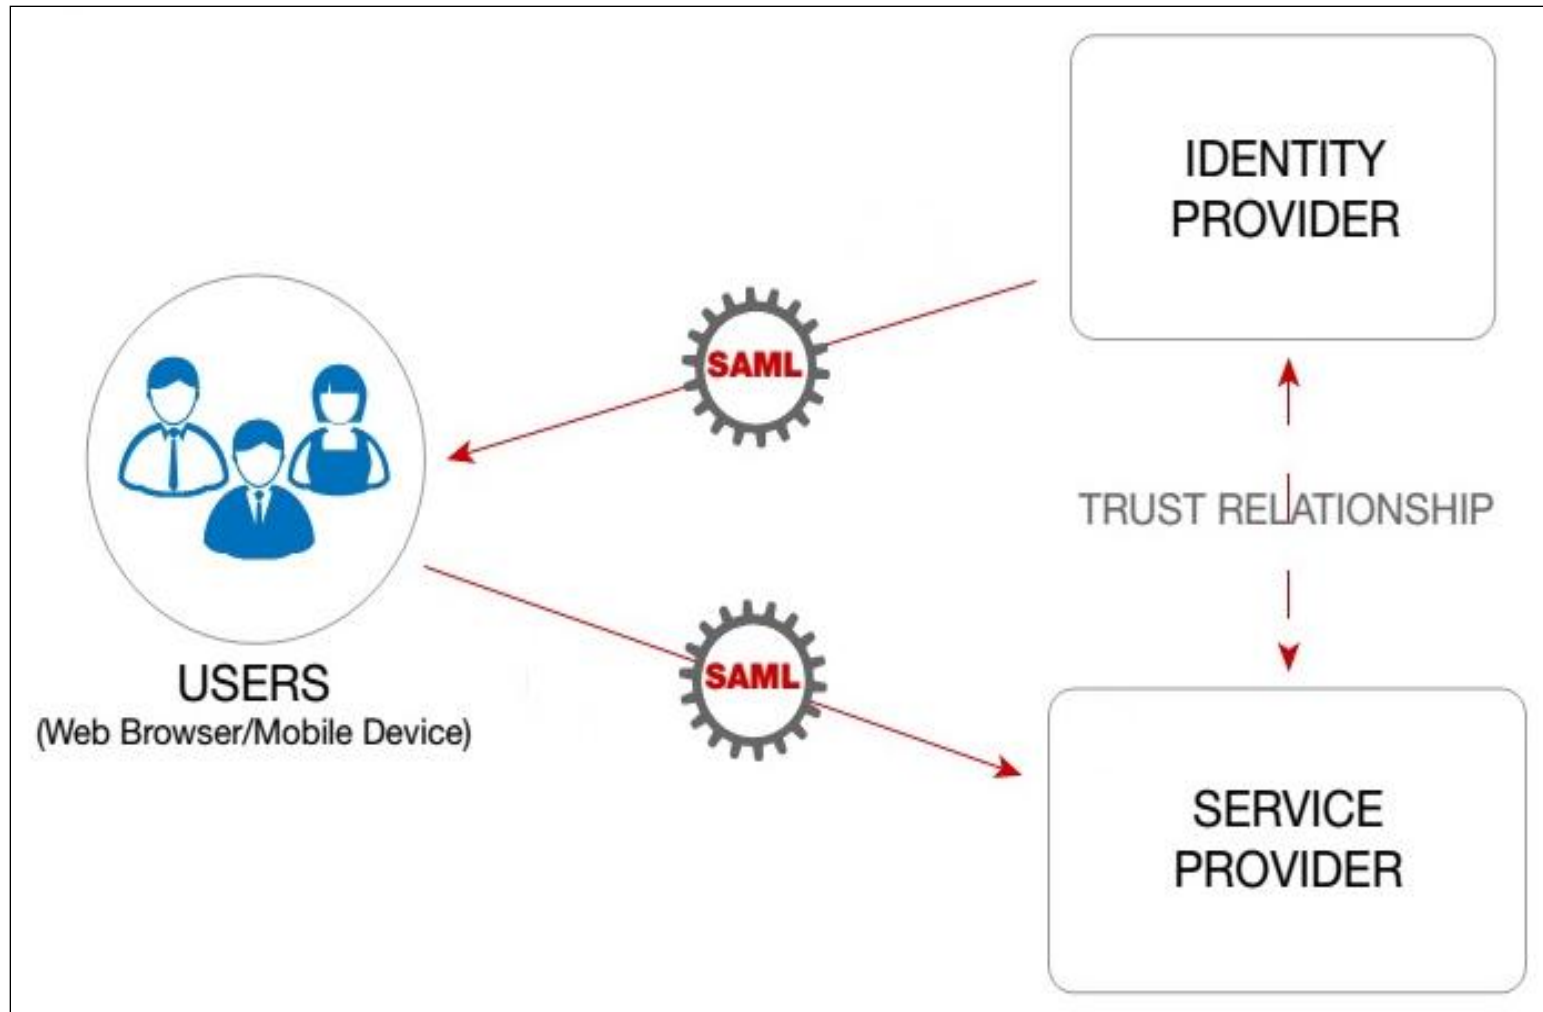 IDENTITY
PROVIDER
SAML
TRUST RELATIONSHIP
SAML
USERS
(Web Browser/Mobile Device)
SERVICE
PROVIDER